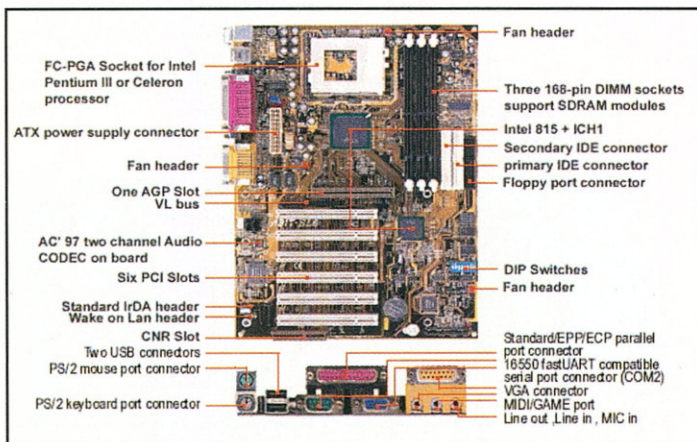 Fan header
FC-PGA Socket for Intel
Pentium III or Celeron
processor
Three 168-pin DIMM sockets
support SDRAM modules
ATX power supply connector
Intel 815 + ICH1
Secondary IDE connector
primary IDE connector
Fan header
Floppy port connector
One AGP Slot
VL bus
AC' 97 two channel Audio
CODEC on board
Six PCI Slots
DIP Switches
Fan header
Standard IrDA header
Wake on Lan header
CNR Slot
Two USB connectors
PS/2 mouse port connector
PS/2 keyboard port connector
Standard/EPP/ECP parallel
port connector
16550 fastUART compatible
serial port connector (COM2)
VGA connector
MIDI/GAME port
Line out ,Line in , MIC in